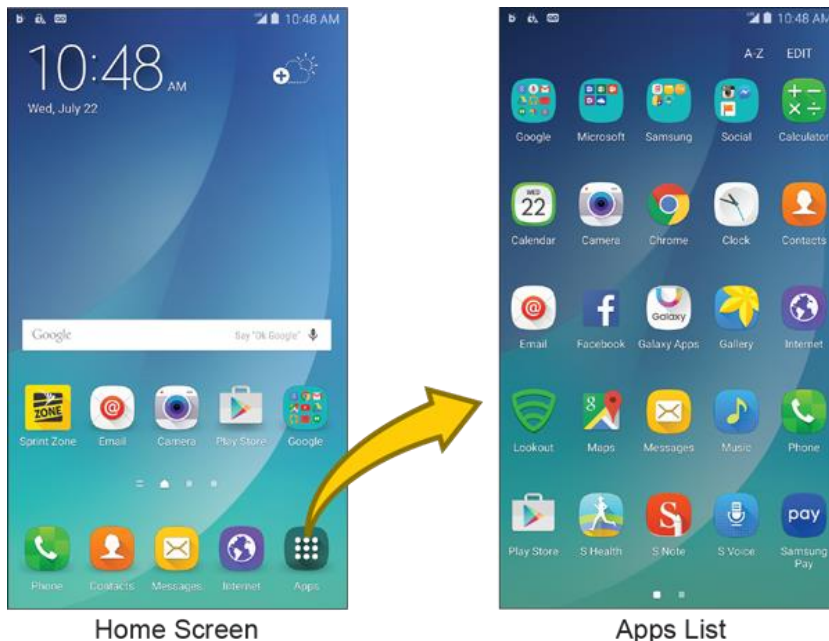 10:48 AM
10:48 AM
Wed, July 22
Google Say "Ok Google"
ZONE
Sprint Zone Email Camera Play Store Google
Phone Contacts Messages Internet Apps
Home Screen
10:48 AM
A-Z EDIT
Google Microsoft Samsung Social Calculator
WED
22
Calendar Camera Chrome Clock Contacts
Galaxy
Email Facebook Galaxy Apps Gallery Internet
Lookout Maps Messages Music Phone
pay
Play Store S Health S Note S Voice Samsung
Pay
Apps List